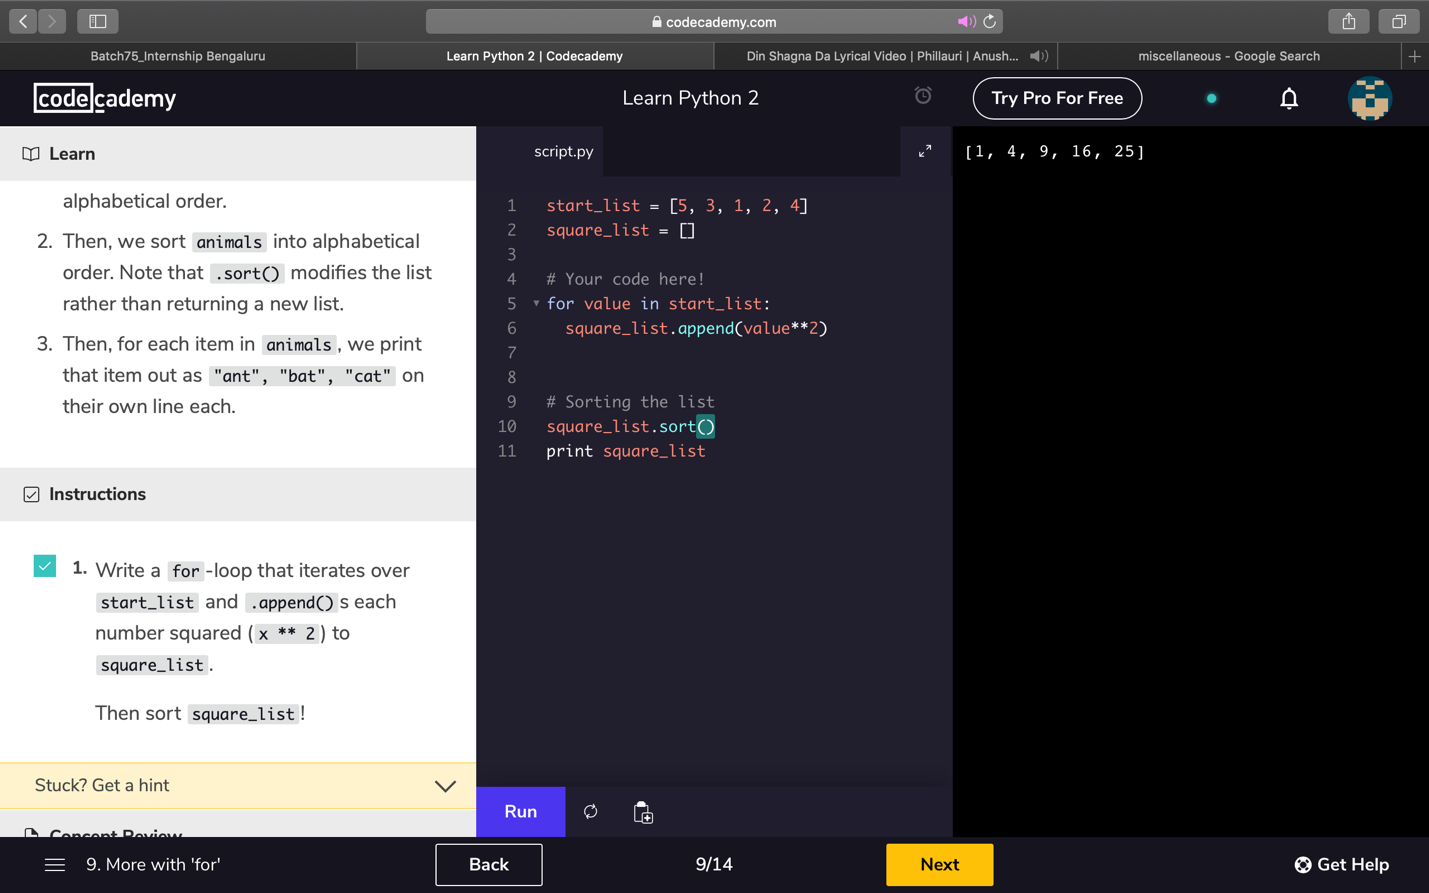 codecademy.com
Batch75_Internship Bengaluru
Learn Python 2 | Codecademy
Din Shagna Da Lyrical Video | Phillauri | Anush...
miscellaneous - Google Search
codecademy
Learn Python 2
Try Pro For Free
Learn
alphabetical order.
2. Then, we sort animals into alphabetical
order. Note that .sort() modifies the list
rather than returning a new list.
3. Then, for each item in animals, we print
that item out as "ant", "bat", "cat" on
their own line each.
Instructions
1. Write a for-loop that iterates over
start_list and .append()s each
number squared (x ** 2) to
square_list.
Then sort square_list!
Stuck? Get a hint
Concept Review
script.py
1 start_list = [5, 3, 1, 2, 4]
2 square_list = []
3
4 # Your code here!
5 for value in start_list:
6 square_list.append(value**2)
7
8
9 # Sorting the list
10 square_list.sort()
11 print square_list
Run
[1, 4, 9, 16, 25]
9. More with 'for'
Back
9/14
Next
Get Help